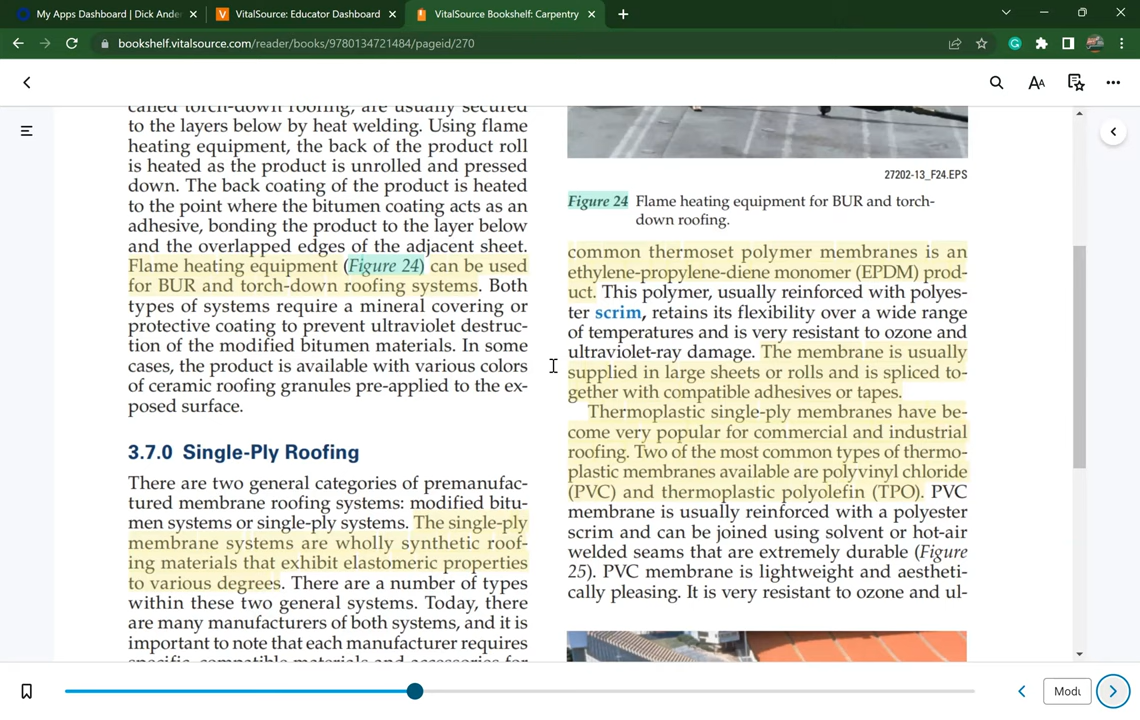 My Apps Dashboard | Dick Ander
VitalSource: Educator Dashboard
VitalSource Bookshelf: Carpentry
bookshelf.vitalsource.com/reader/books/9780134721484/pageid/270
called torch-down roofing, are usually secured
to the layers below by heat welding. Using flame
heating equipment, the back of the product roll
is heated as the product is unrolled and pressed
down. The back coating of the product is heated
to the point where the bitumen coating acts as an
adhesive, bonding the product to the layer below
and the overlapped edges of the adjacent sheet.
Flame heating equipment (Figure 24) can be used
for BUR and torch-down roofing systems. Both
types of systems require a mineral covering or
protective coating to prevent ultraviolet destruc-
tion of the modified bitumen materials. In some
cases, the product is available with various colors
of ceramic roofing granules pre-applied to the ex-
posed surface.
3.7.0 Single-Ply Roofing
There are two general categories of premanufac-
tured membrane roofing systems: modified bitu-
men systems or single-ply systems. The single-ply
membrane systems are wholly synthetic roof-
ing materials that exhibit elastomeric properties
to various degrees. There are a number of types
within these two general systems. Today, there
are many manufacturers of both systems, and it is
important to note that each manufacturer requires
specific, compatible materials and accessories for
27202-13_F24.EPS
Figure 24 Flame heating equipment for BUR and torch-
down roofing.
common thermoset polymer membranes is an
ethylene-propylene-diene monomer (EPDM) prod-
uct. This polymer, usually reinforced with polyes-
ter scrim, retains its flexibility over a wide range
of temperatures and is very resistant to ozone and
ultraviolet-ray damage. The membrane is usually
supplied in large sheets or rolls and is spliced to-
gether with compatible adhesives or tapes.
Thermoplastic single-ply membranes have be-
come very popular for commercial and industrial
roofing. Two of the most common types of thermo-
plastic membranes available are polyvinyl chloride
(PVC) and thermoplastic polyolefin (TPO). PVC
membrane is usually reinforced with a polyester
scrim and can be joined using solvent or hot-air
welded seams that are extremely durable (Figure
25). PVC membrane is lightweight and aestheti-
cally pleasing. It is very resistant to ozone and ul-
Modu